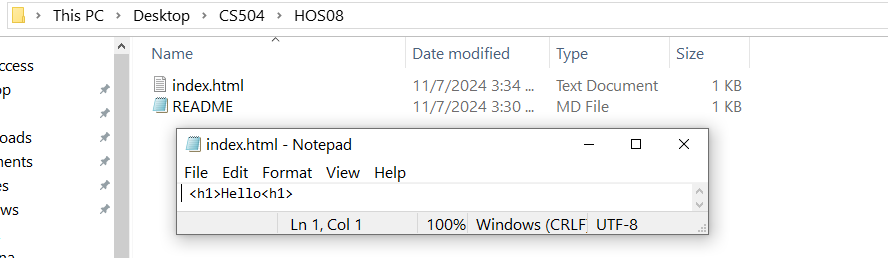 This PC > Desktop > CS504 > HOS08
Name Date modified Type Size
ccess
index.html 11/7/2024 3:34 ... Text Document 1 KB
op
README 11/7/2024 3:30 ... MD File 1 KB
oads
index.html - Notepad
ments
File Edit Format View Help
es
<h1>Hello<h1>
ws
Ln 1, Col 1 100% Windows (CRLF) UTF-8
na